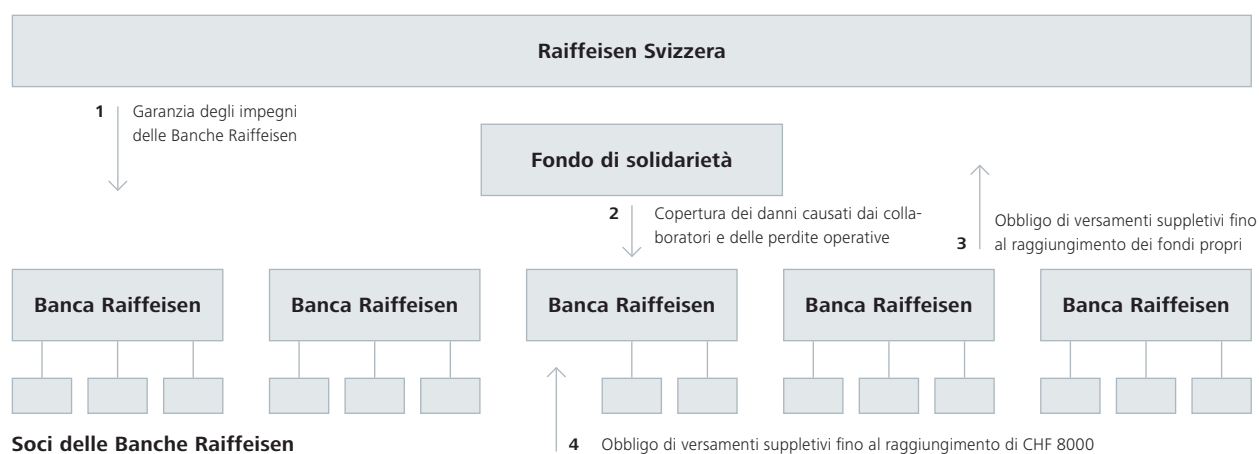 Raiffeisen Svizzera
1 Garanzia degli impegni
delle Banche Raiffeisen
Fondo di solidarietà
2 Copertura dei danni causati dai colla-
boratori e delle perdite operative
3 Obbligo di versamenti suppletivi fino
al raggiungimento dei fondi propri
Banca Raiffeisen
Banca Raiffeisen
Banca Raiffeisen
Banca Raiffeisen
Banca Raiffeisen
Soci delle Banche Raiffeisen
4 Obbligo di versamenti suppletivi fino al raggiungimento di CHF 8000